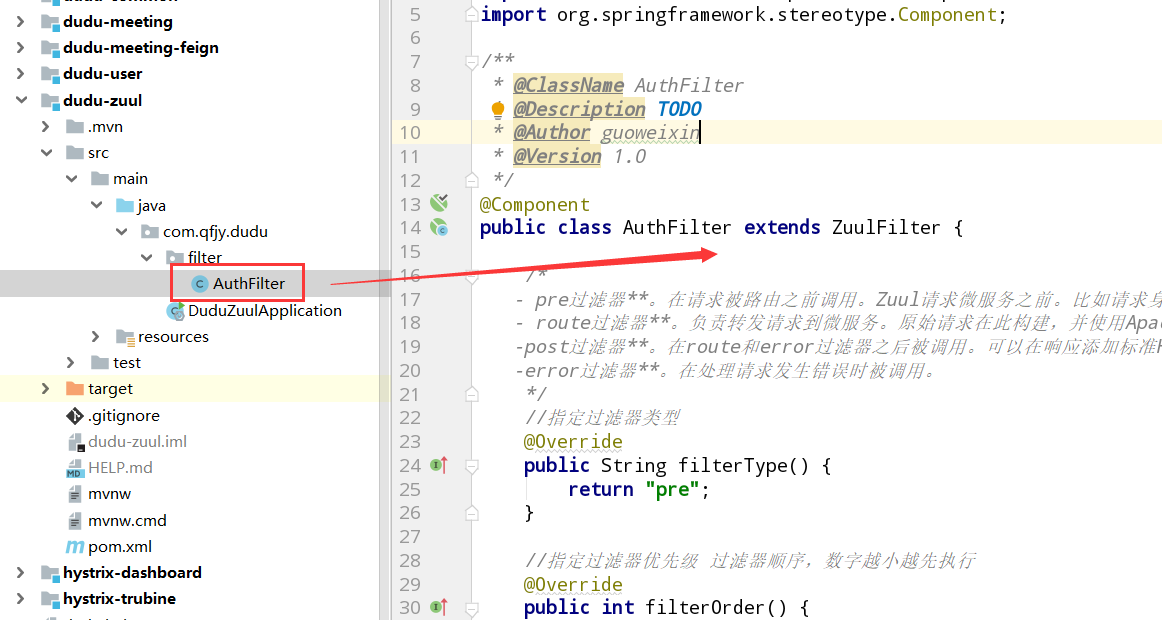 dudu-meeting
dudu-meeting-feign
dudu-user
dudu-zuul
.mvn
src
main
java
com.qfjy.dudu
filter
AuthFilter
DuduZuulApplication
resources
test
target
.gitignore
dudu-zuul.iml
HELP.md
mvnw
mvnw.cmd
pom.xml
hystrix-dashboard
hystrix-trubine
5 import org.springframework.stereotype.Component;
6
7 /**
8 * @ClassName AuthFilter
9 * @Description TODO
10 * @Author guoweixin
11 * @Version 1.0
12 */
13 @Component
14 public class AuthFilter extends ZuulFilter {
15
16 /*
17 - pre过滤器**。在请求被路由之前调用。Zuul请求微服务之前。比如请求身
18 - route过滤器**。负责转发请求到微服务。原始请求在此构建，并使用Apac
19 -post过滤器**。在route和error过滤器之后被调用。可以在响应添加标准H
20 -error过滤器**。在处理请求发生错误时被调用。
21 */
22 //指定过滤器类型
23 @Override
24 public String filterType() {
25 return "pre";
26 }
27
28 //指定过滤器优先级 过滤器顺序，数字越小越先执行
29 @Override
30 public int filterOrder() {